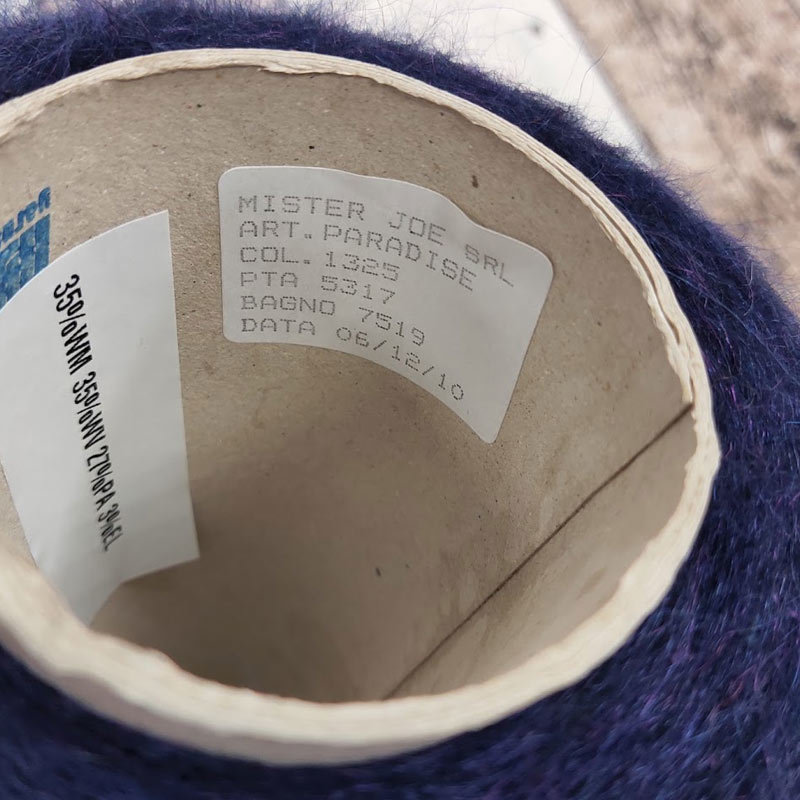 MISTER JOE SRL
ART. PARADISE
COL. 1325
PTA 5317
BAGNO 7519
DATA 06/12/10
35%WM 35%WV 27%PA 3%EL